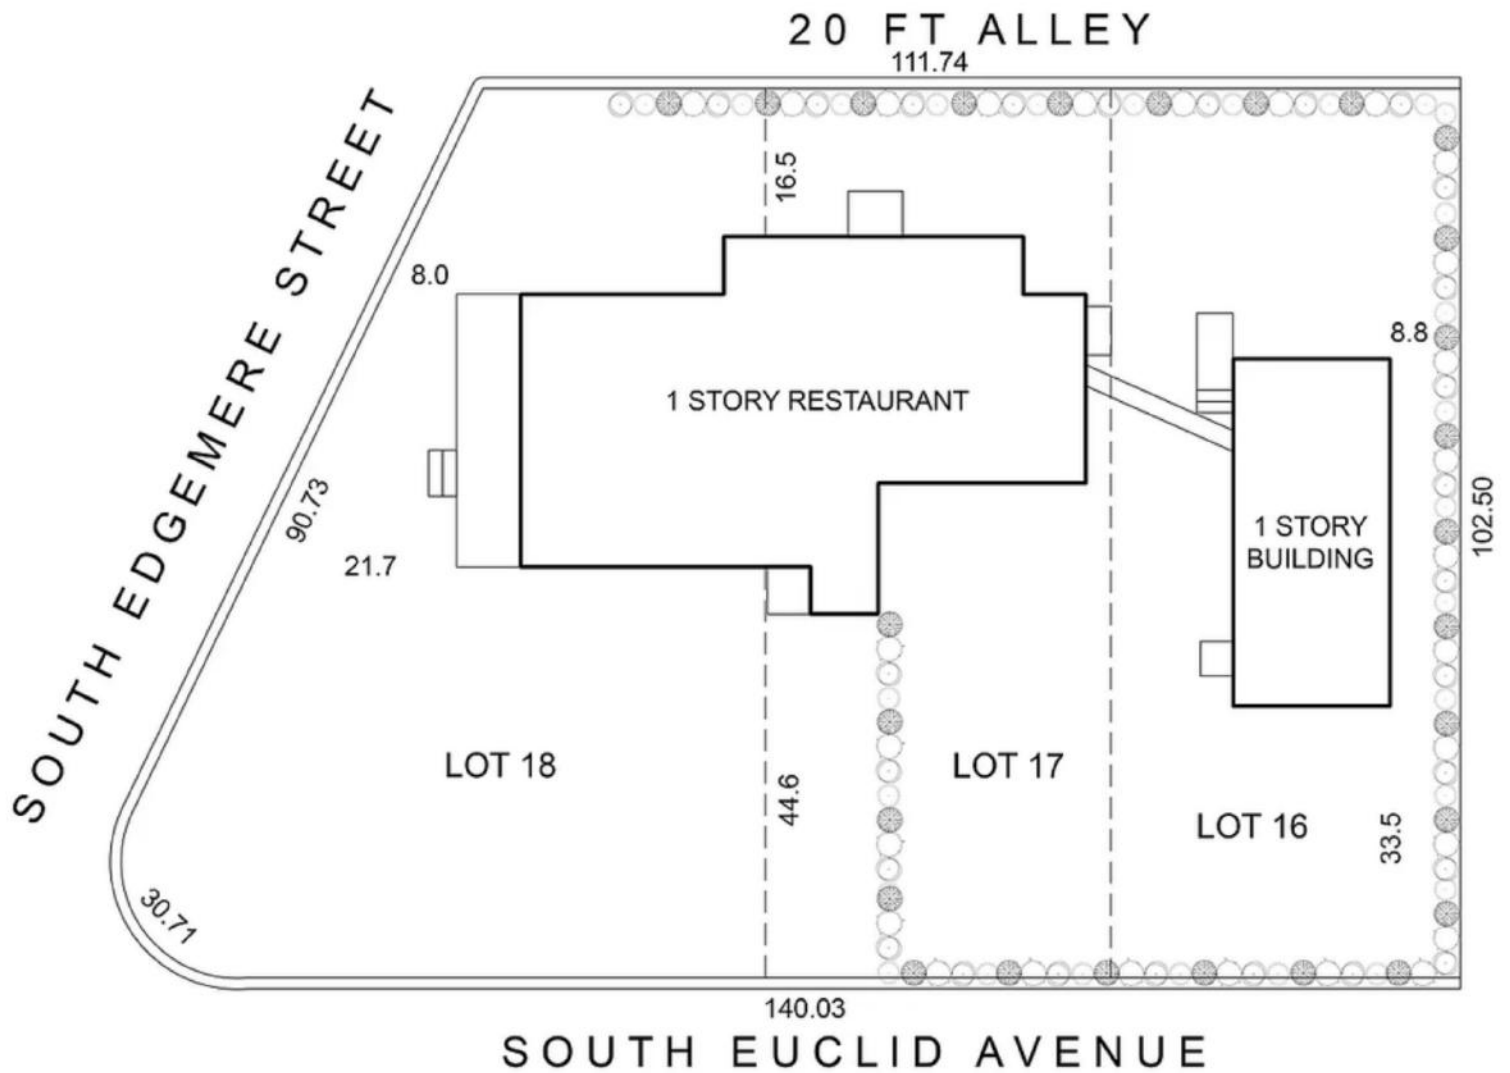 20 FT ALLEY
111.74
SOUTH EDGEMERE STREET
16.5
8.0
8.8
1 STORY RESTAURANT
90.73
102.50
1 STORY
BUILDING
21.7
LOT 18
LOT 17
44.6
LOT 16
33.5
30.71
140.03
SOUTH EUCLID AVENUE